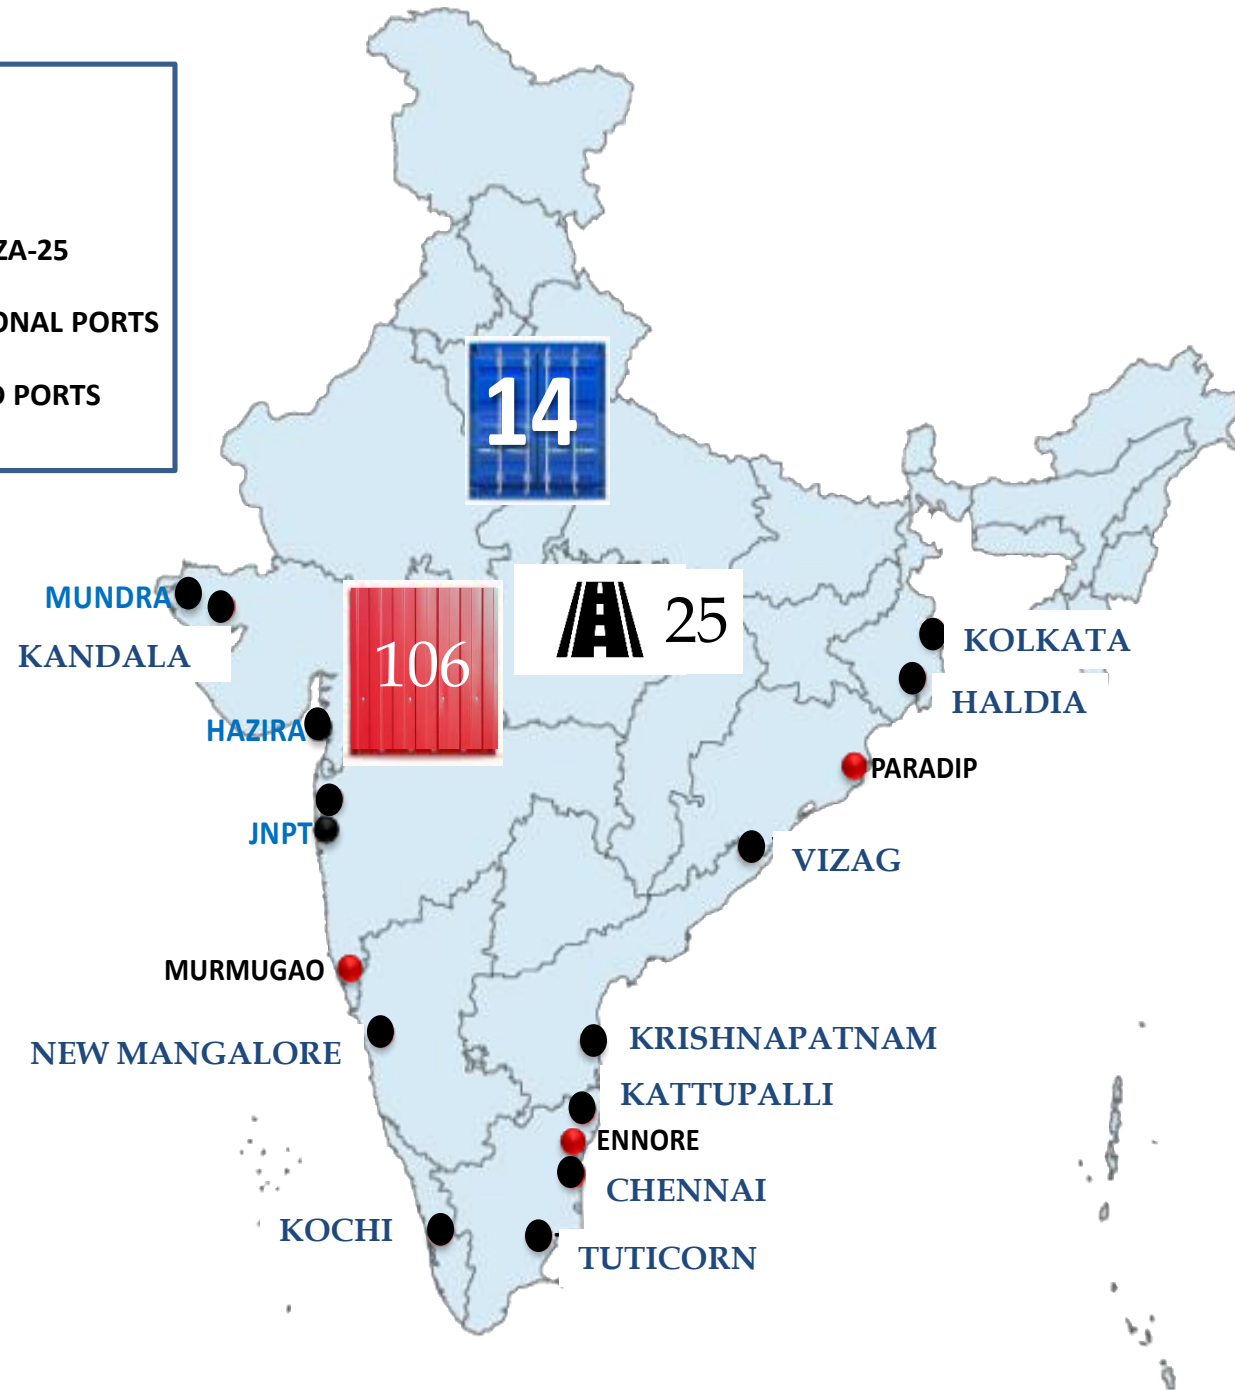 ZA-25
ONAL PORTS
D PORTS
14
106
25
MUNDRA
KANDALA
HAZIRA
JNPT
MURMUGAO
NEW MANGALORE
KOCHI
KOLKATA
HALDIA
PARADIP
VIZAG
KRISHNAPATNAM
KATTUPALLI
ENNORE
CHENNAI
TUTICORN